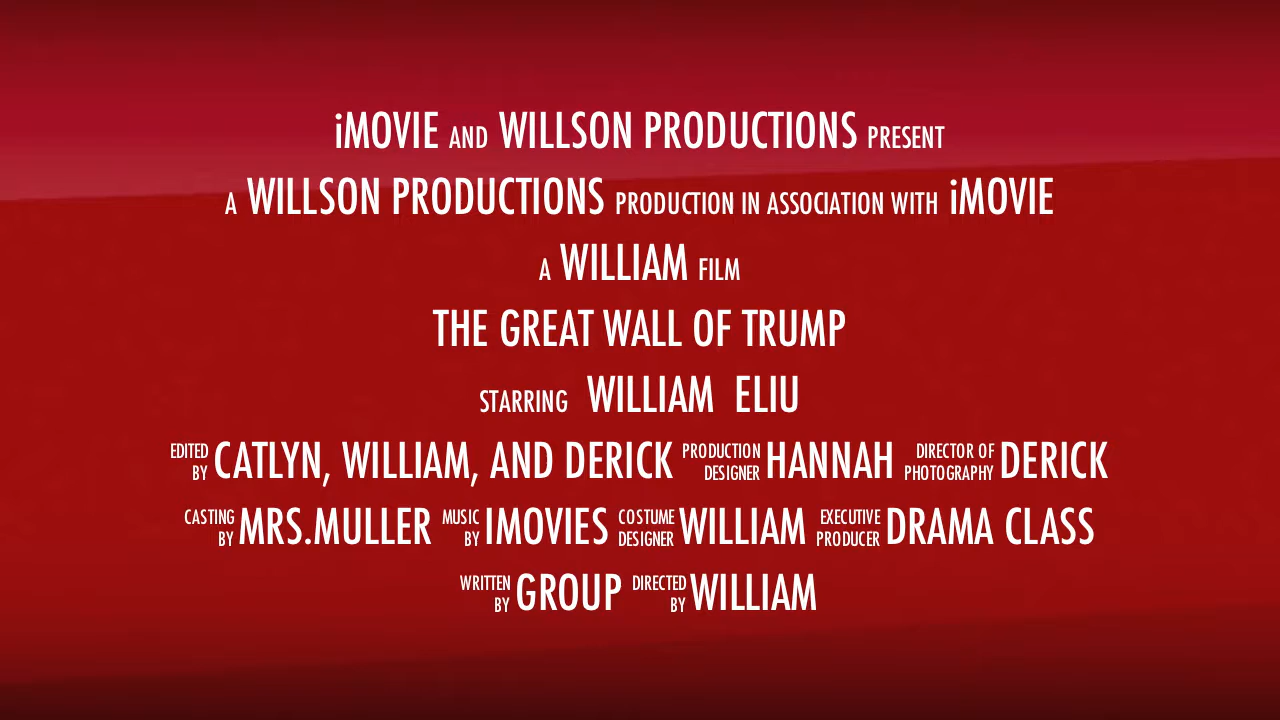 iMOVIE AND WILLSON PRODUCTIONS PRESENT
A WILLSON PRODUCTIONS PRODUCTION IN ASSOCIATION WITH iMOVIE
A WILLIAM FILM
THE GREAT WALL OF TRUMP
STARRING WILLIAM ELIU
EDITED BY CATLYN, WILLIAM, AND DERICK PRODUCTION DESIGNER HANNAH DIRECTOR OF PHOTOGRAPHY DERICK
CASTING BY MRS.MULLER MUSIC BY IMOVIES COSTUME DESIGNER WILLIAM EXECUTIVE PRODUCER DRAMA CLASS
WRITTEN BY GROUP DIRECTED BY WILLIAM